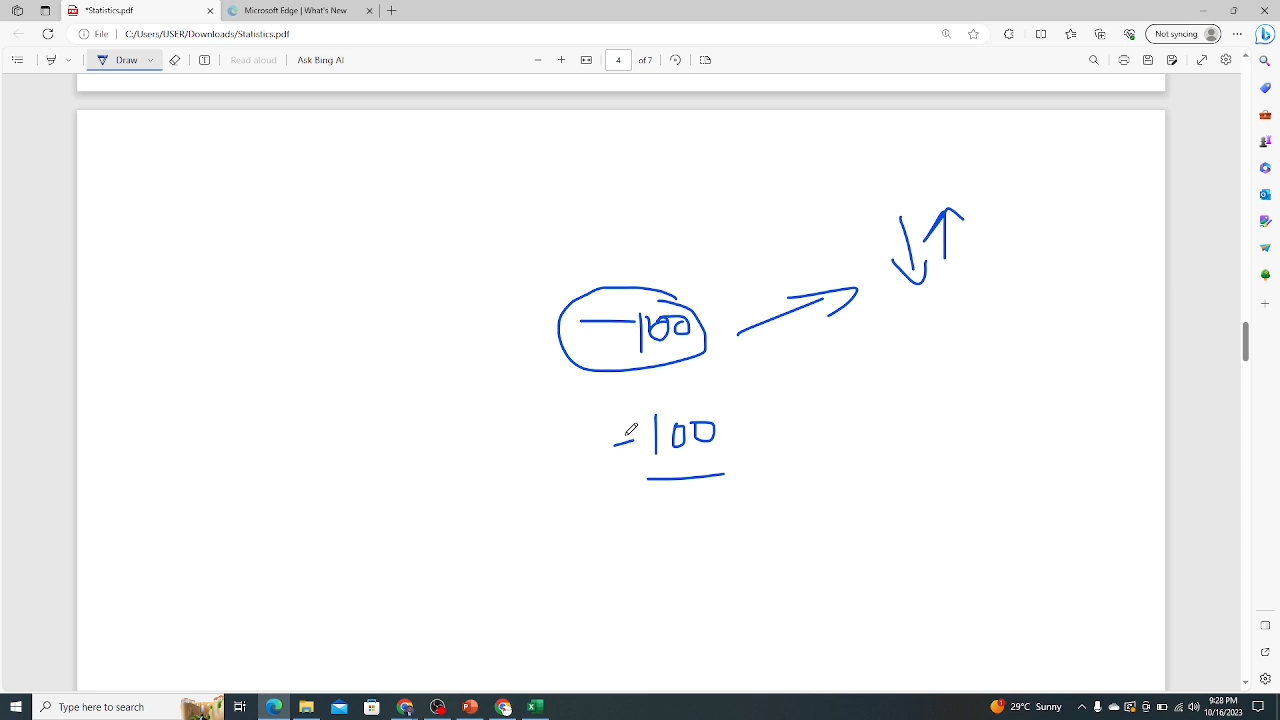 *Statistics.pdf
Microsoft Edge | What's New
File
C:/Users/USER/Downloads/Statistics.pdf
Not syncing
Draw
Read aloud
Ask Bing AI
4
of 7
-100
-100
Type here to search
29°C Sunny
9:28 PM
10/16/2023